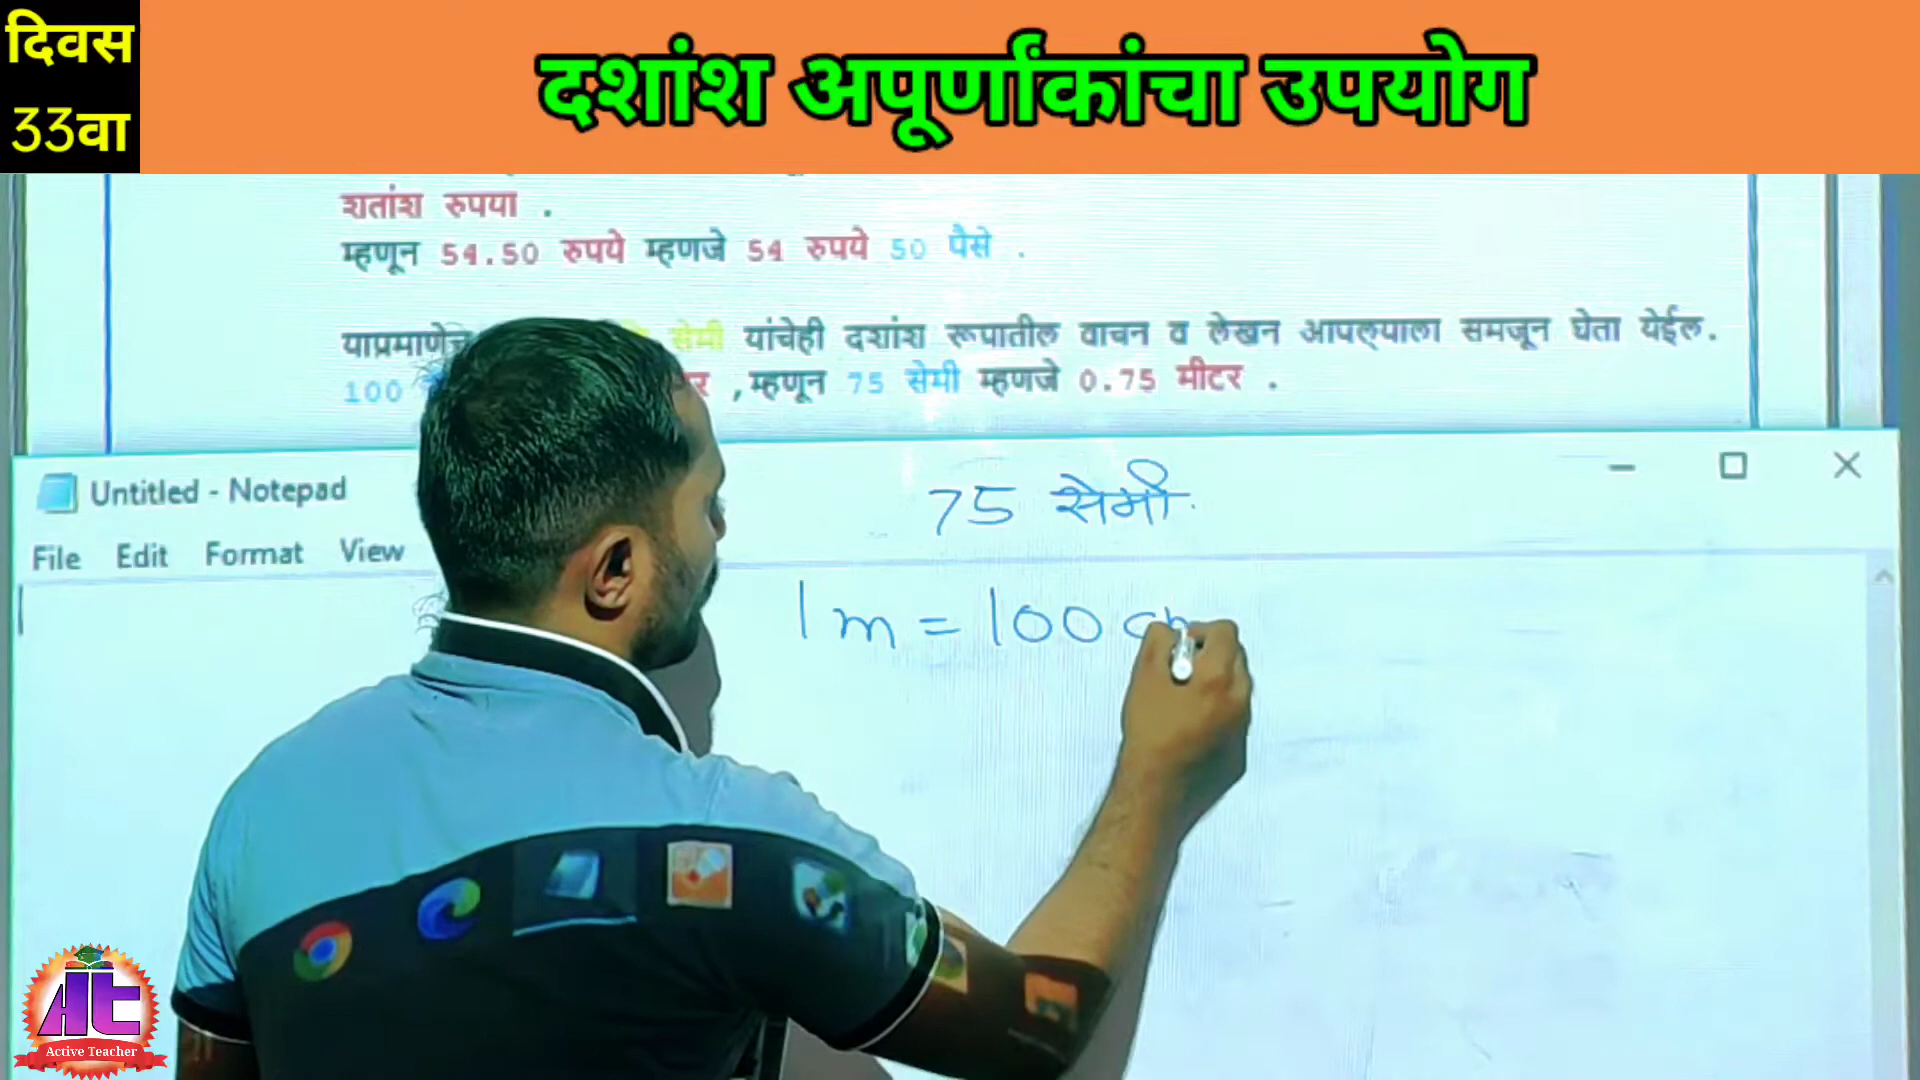 दिवस
33वा
दशांश अपूर्णांकांचा उपयोग
शतांश रुपया .
म्हणून 54.50 रुपये म्हणजे 54 रुपये 50 पैसे .
याप्रमाणेच सेमी यांचेही दशांश रूपातील वाचन व लेखन आपल्याला समजून घेता येईल.
100 ,म्हणून 75 सेमी म्हणजे 0.75 मीटर .
Untitled - Notepad
75 सेमी.
File Edit Format View
1 m = 100
At
Active Teacher